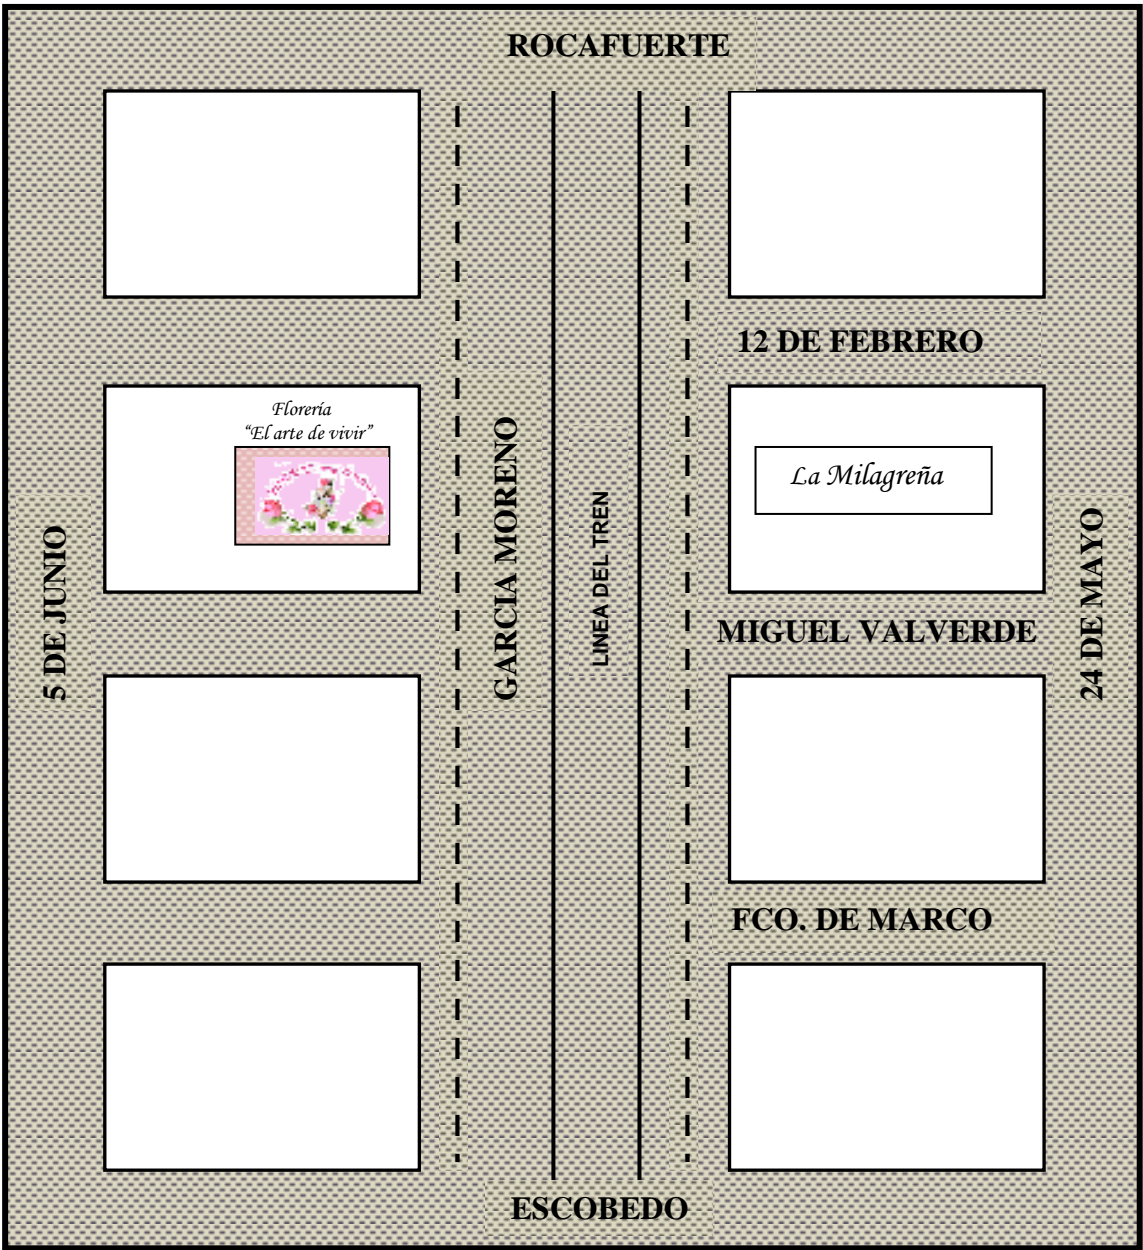 ROCAFUERTE
12 DE FEBRERO
Florería
“El arte de vivir”
La Milagreña
GARCIA MORENO
LINEA DEL TREN
5 DE JUNIO
24 DE MAYO
MIGUEL VALVERDE
FCO. DE MARCO
ESCOBEDO